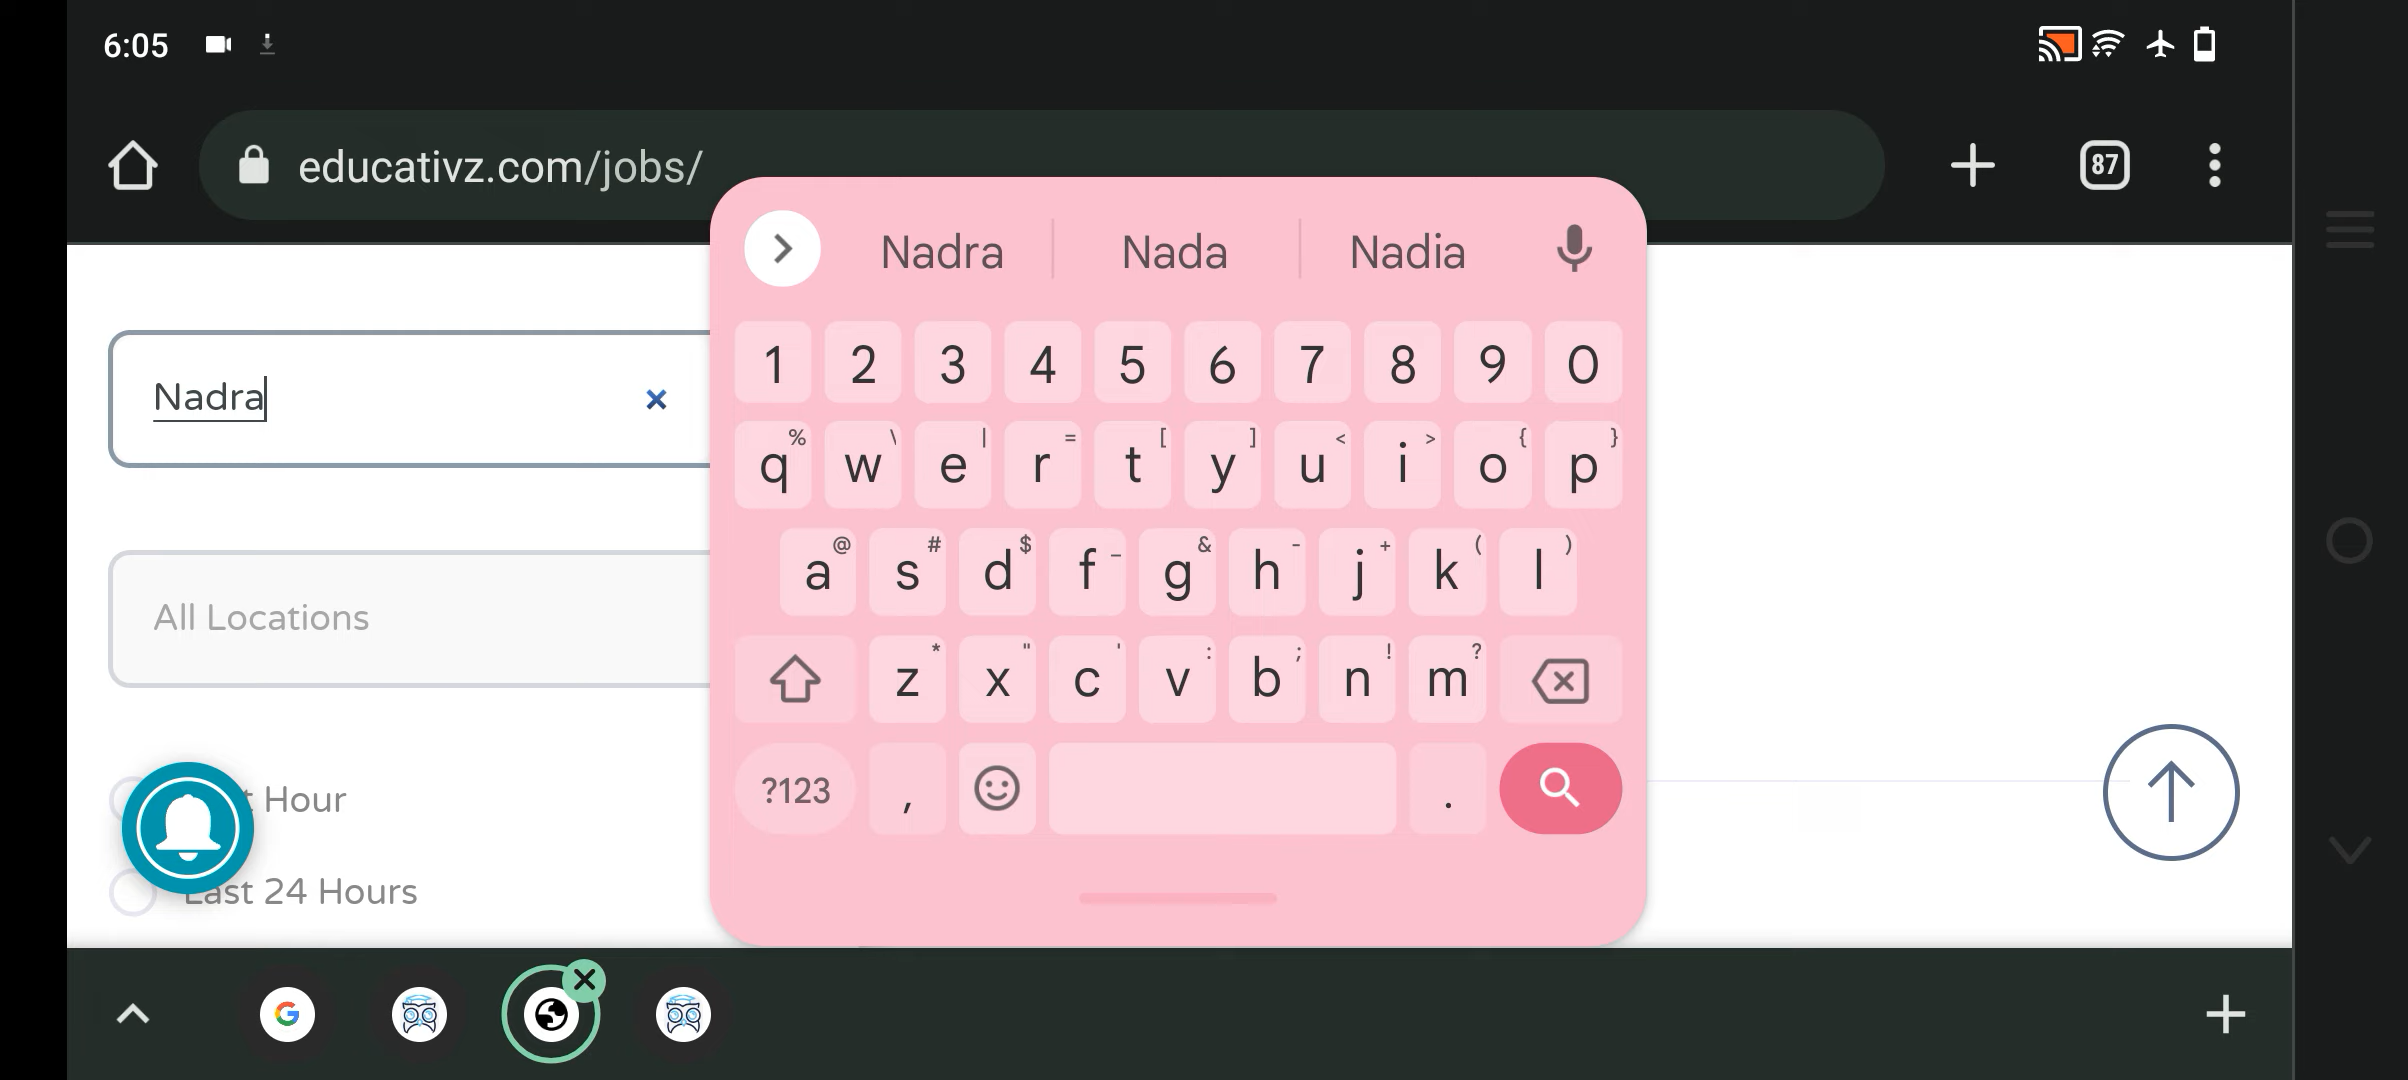 6:05
educativz.com/jobs/
87
Nadra
Nada
Nadia
Nadra
All Locations
Hour
Last 24 Hours
1 2 3 4 5 6 7 8 9 0
% \ | = [ ] < > { }
q w e r t y u i o p
@ # $ _ & - + ( )
a s d f g h j k l
* " ' : ; ! ?
z x c v b n m
?123 , .